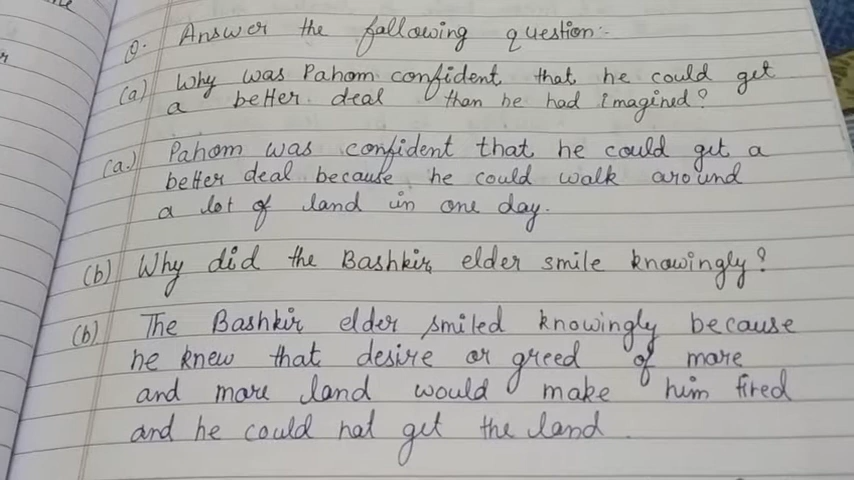 Q. Answer the following question:-
(a) Why was Pahom confident that he could get
a better deal than he had imagined?
(a.) Pahom was confident that he could get a
better deal because he could walk around
a lot of land in one day.
(b) Why did the Bashkir elder smile knowingly?
(b) The Bashkir elder smiled knowingly because
he knew that desire or greed of more
and more land would make him tired
and he could not get the land.